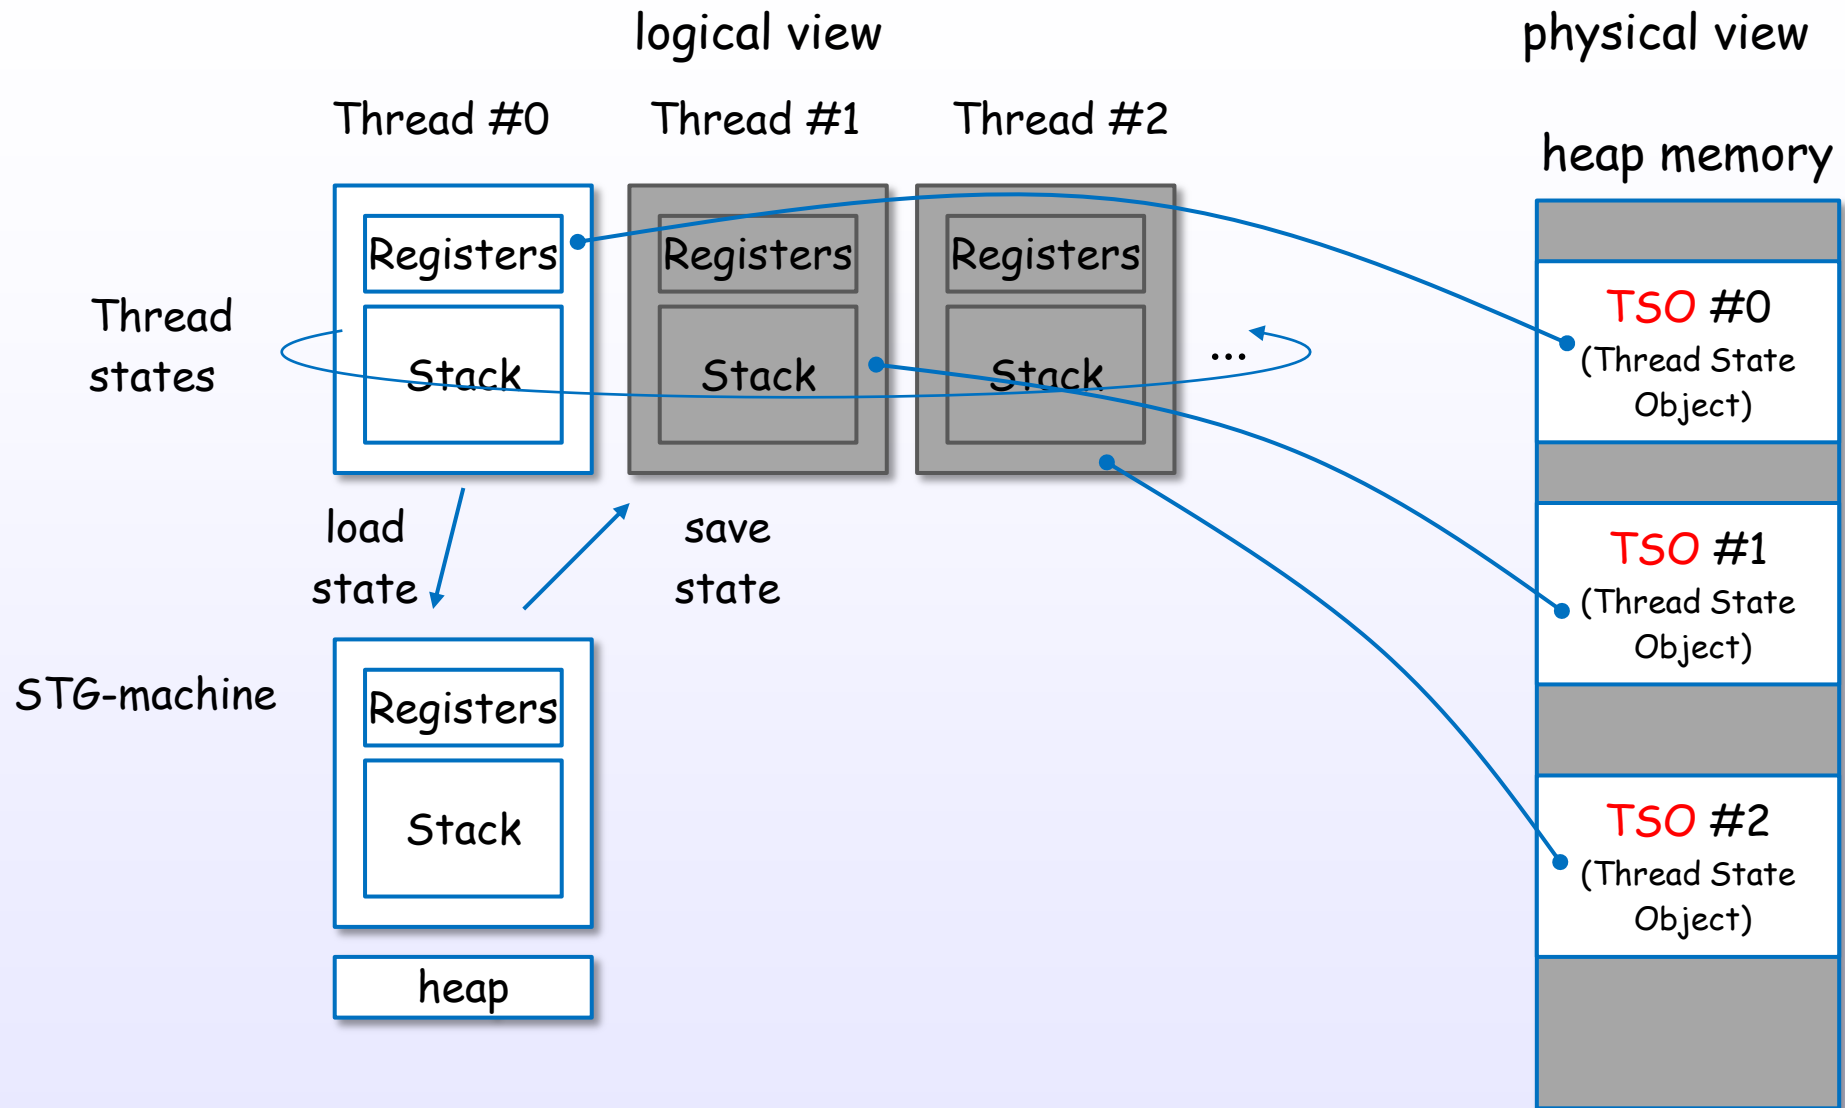 logical view
physical view
Thread #0
Thread #1
Thread #2
heap memory
Registers
Registers
Registers
Thread
states
Stack
Stack
Stack
...
TSO #0
(Thread State
Object)
load
state
save
state
TSO #1
(Thread State
Object)
STG-machine
Registers
Stack
TSO #2
(Thread State
Object)
heap